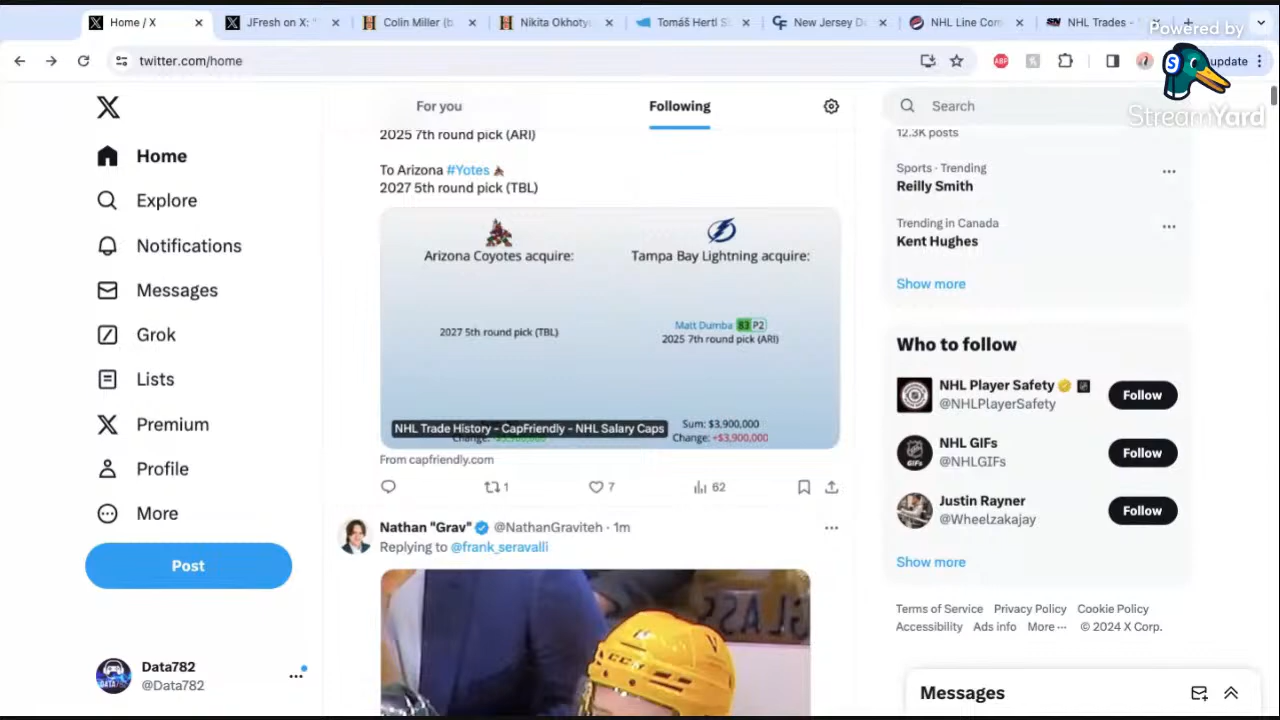 Home / X
JFresh on X: "
Colin Miller (b
Nikita Okhotyu
Tomáš Hertl S
New Jersey D
NHL Line Com
NHL Trades -
Powered by
twitter.com/home
update
StreamYard
For you
Following
Search
Home
Explore
Notifications
Messages
Grok
Lists
Premium
Profile
More
Post
Data782
@Data782
2025 7th round pick (ARI)
To Arizona #Yotes
2027 5th round pick (TBL)
Arizona Coyotes acquire:
Tampa Bay Lightning acquire:
2027 5th round pick (TBL)
Matt Dumba 83 P2
2025 7th round pick (ARI)
NHL Trade History - CapFriendly - NHL Salary Caps
Sum: $3,900,000
Change: +$3,900,000
From capfriendly.com
1
7
62
Nathan "Grav" @NathanGraviteh · 1m
Replying to @frank_seravalli
12.3K posts
Sports · Trending
Reilly Smith
Trending in Canada
Kent Hughes
Show more
Who to follow
NHL Player Safety
@NHLPlayerSafety
Follow
NHL GIFs
@NHLGIFs
Follow
Justin Rayner
@Wheelzakajay
Follow
Show more
Terms of Service Privacy Policy Cookie Policy
Accessibility Ads info More ··· © 2024 X Corp.
Messages